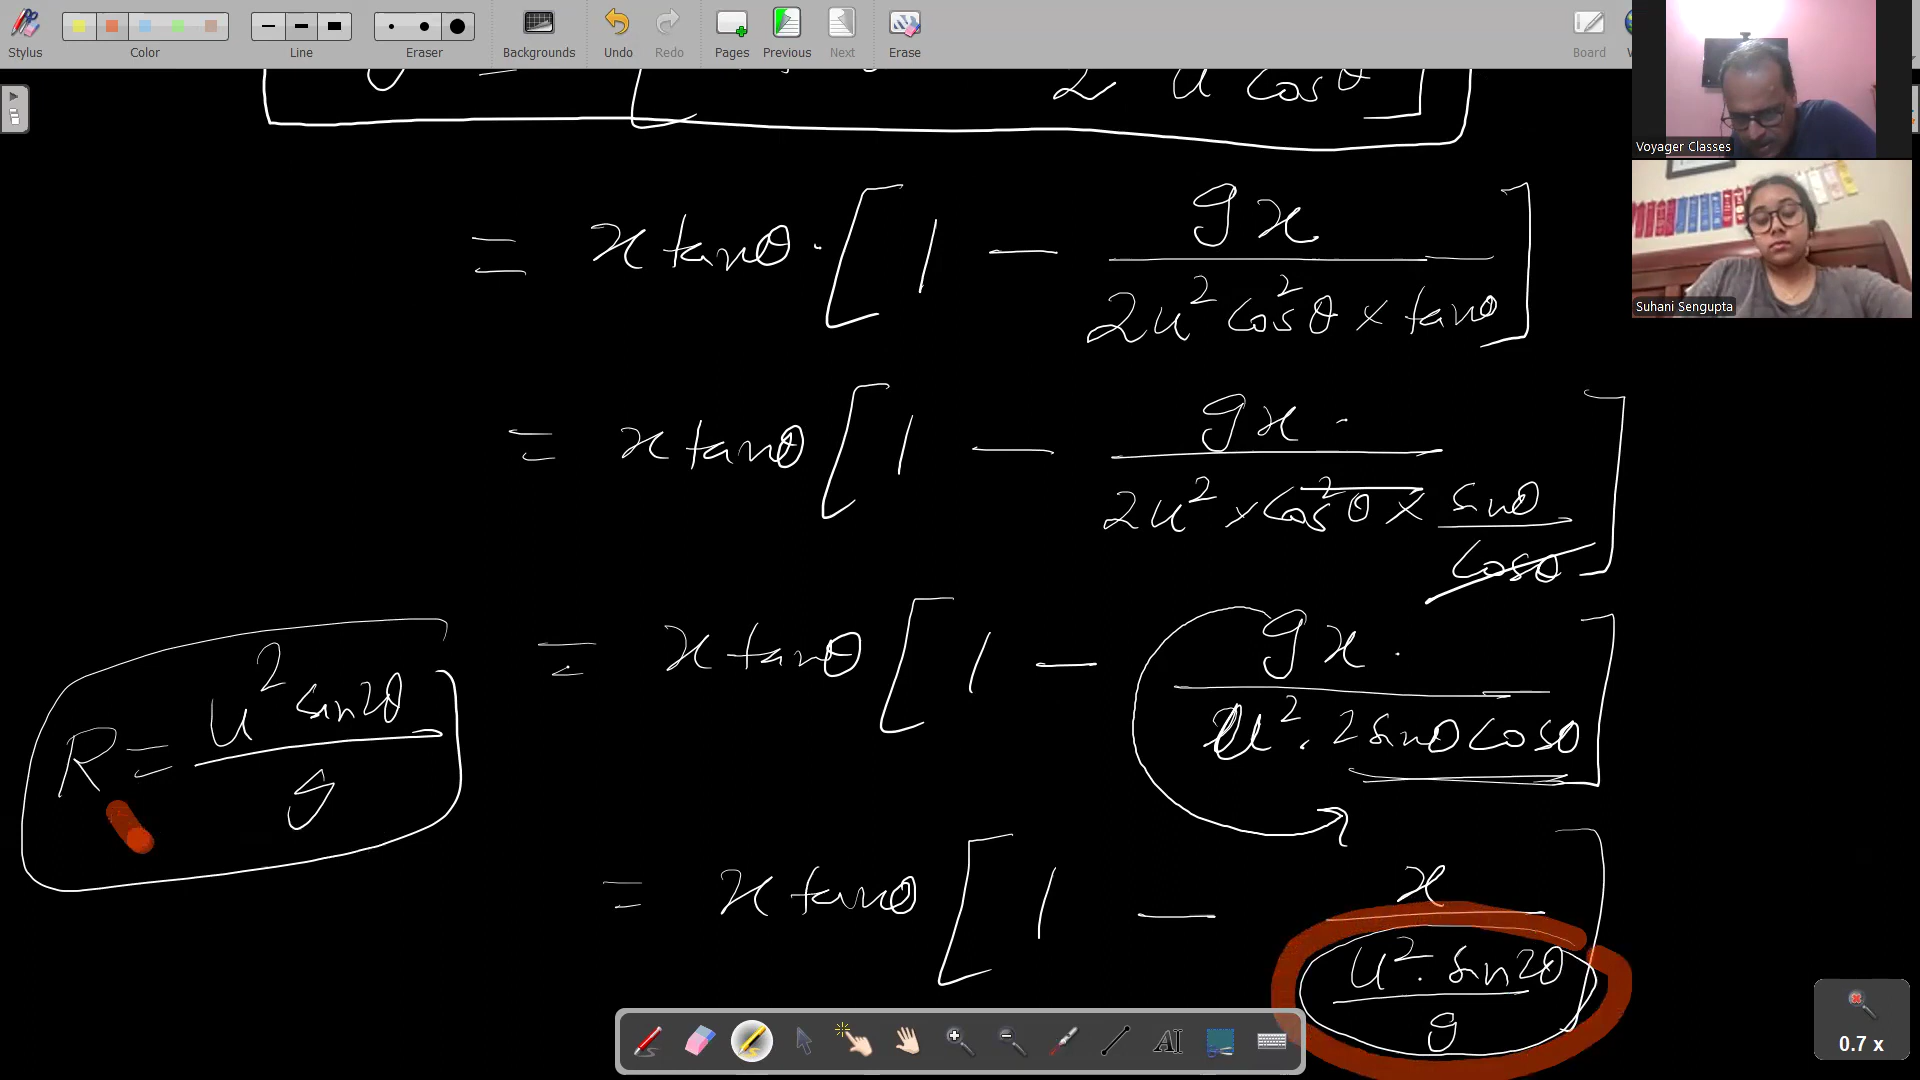 Stylus Color Line Eraser Backgrounds Undo Redo Pages Previous Next Erase Board
2 u cosθ
Voyager Classes
Suhani Sengupta
= x tanθ · [ 1 − gx / 2u² cos²θ × tanθ ]
= x tanθ [ 1 − gx · / 2u² × cos²θ × sinθ / cosθ ]
= x tanθ [ 1 − gx · / u² · 2 sinθ cosθ ]
R = u² sin2θ / g
= x tanθ [ 1 − x / u² · sin2θ / g ]
0.7 x